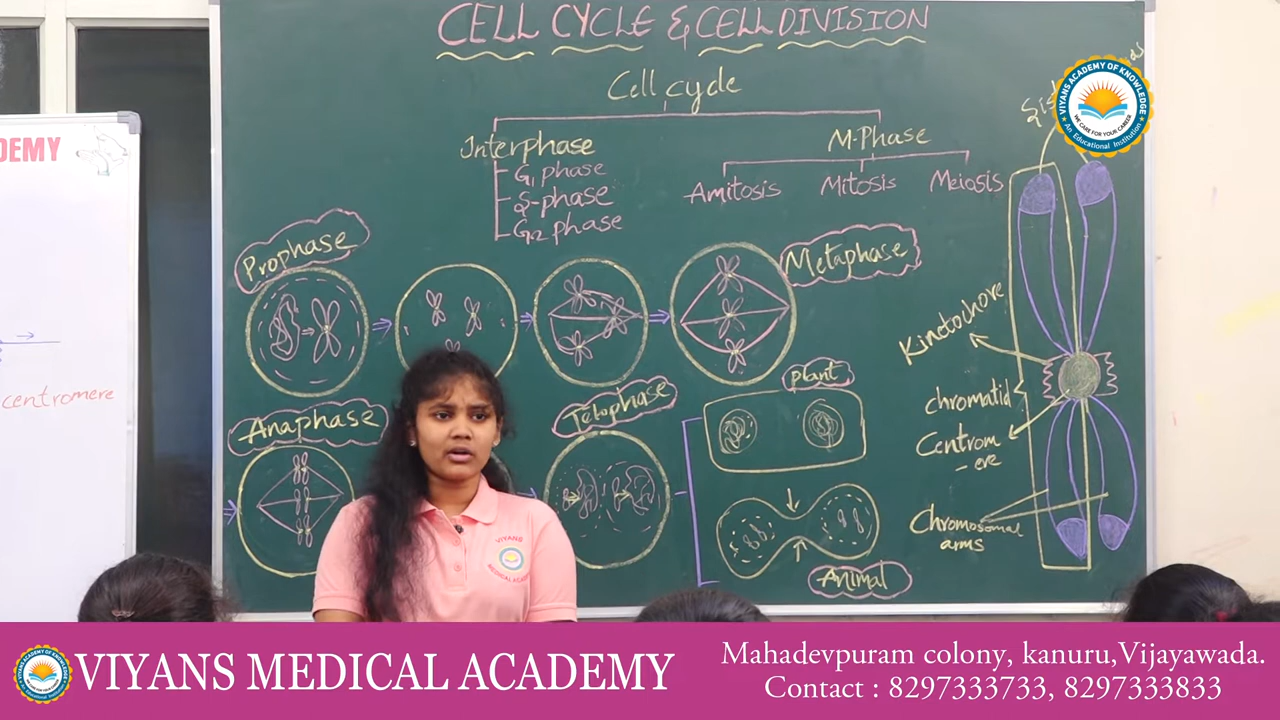 CELL CYCLE & CELL DIVISION
Cell cycle
Interphase
G1 phase
S-phase
G2 phase
M-Phase
Amitosis Mitosis Meiosis
Prophase
Metaphase
Anaphase
Telophase
plant
Animal
Kinetochore
chromatid
Centrom
-ere
Chromosomal
arms
DEMY
centromere
VIYANS ACADEMY OF KNOWLEDGE
WE CARE FOR YOUR CAREER
An Educational Institution
VIYANS
MEDICAL ACADE
VIYANS MEDICAL ACADEMY
Mahadevpuram colony, kanuru,Vijayawada.
Contact : 8297333733, 8297333833